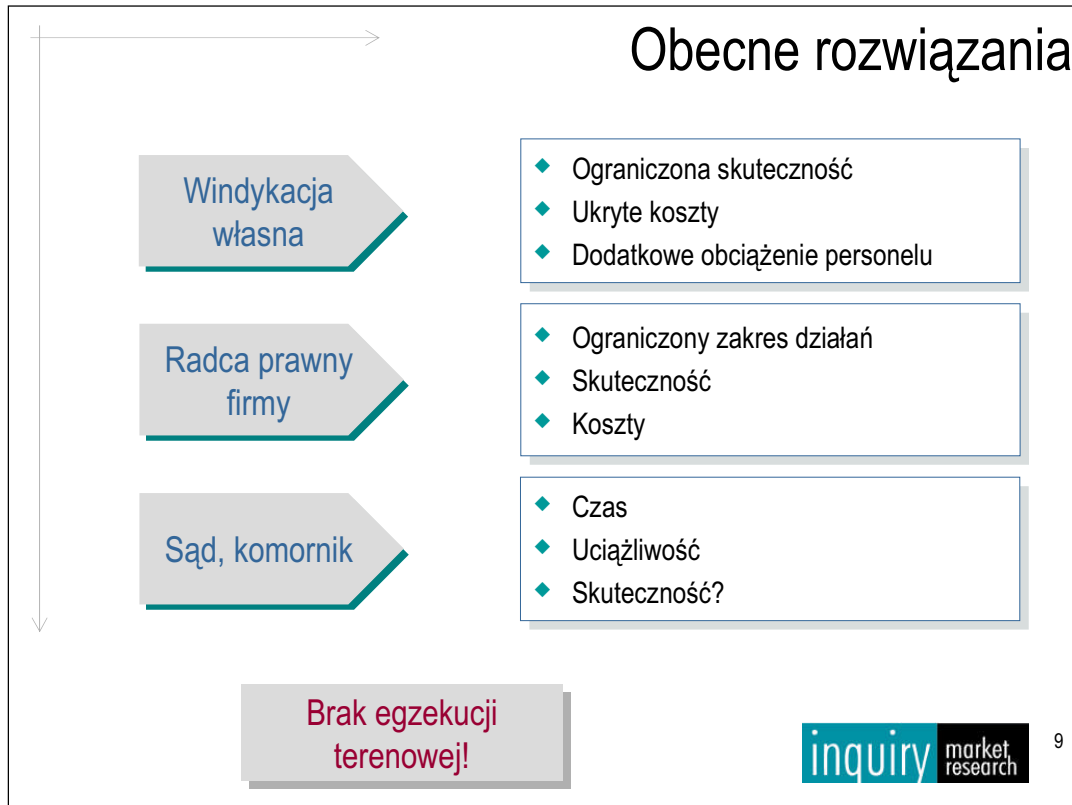 Obecne rozwiązania
Windykacja
własna
Ograniczona skuteczność
Ukryte koszty
Dodatkowe obciążenie personelu
Radca prawny
firmy
Ograniczony zakres działań
Skuteczność
Koszty
Sąd, komornik
Czas
Uciążliwość
Skuteczność?
Brak egzekucji
terenowej!
inquiry market
research
9